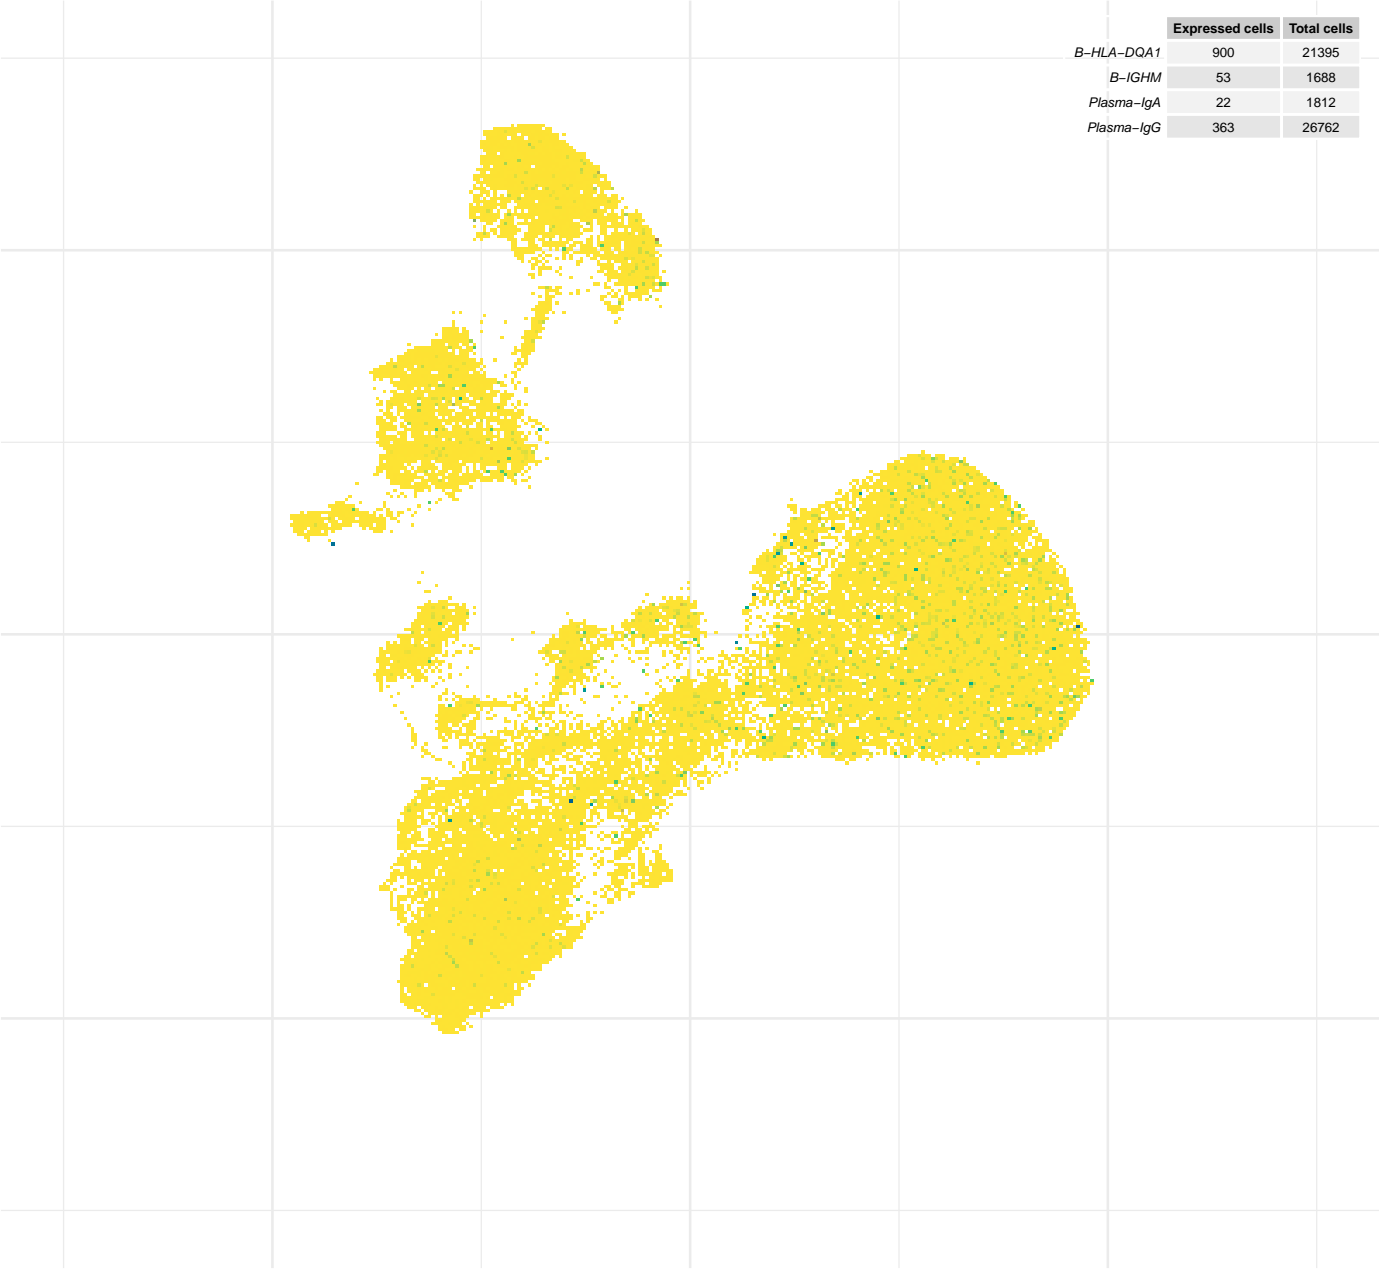 Expressed cells Total cells
B−HLA−DQA1 900 21395
B−IGHM 53 1688
Plasma−IgA 22 1812
Plasma−IgG 363 26762